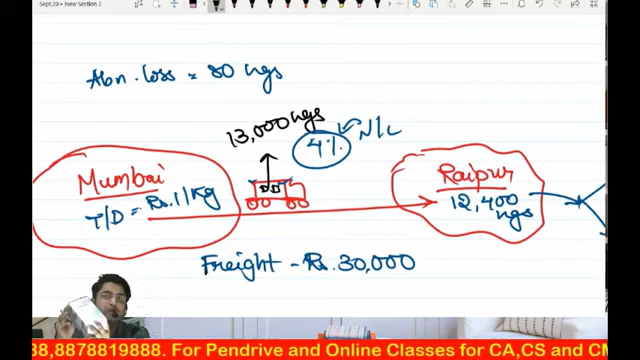 Sept,20 + New Section 2
Abn. loss = 80 kgs
13,000 kgs
4% N/L
Mumbai
T/D = Rs.1/Kg
Raipur
12,400
kgs
Freight - Rs. 30,000
38,8878819888. For Pendrive and Online Classes for CA,CS and CM